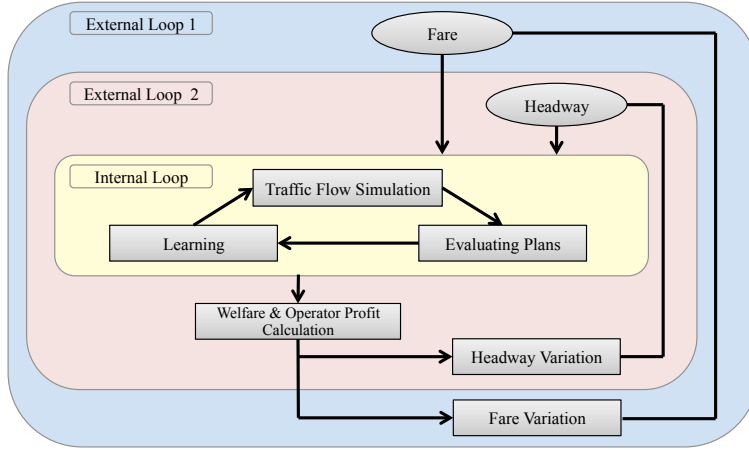 External Loop 1
Fare
External Loop 2
Headway
Internal Loop
Traffic Flow Simulation
Learning
Evaluating Plans
Welfare & Operator Profit
Calculation
Headway Variation
Fare Variation